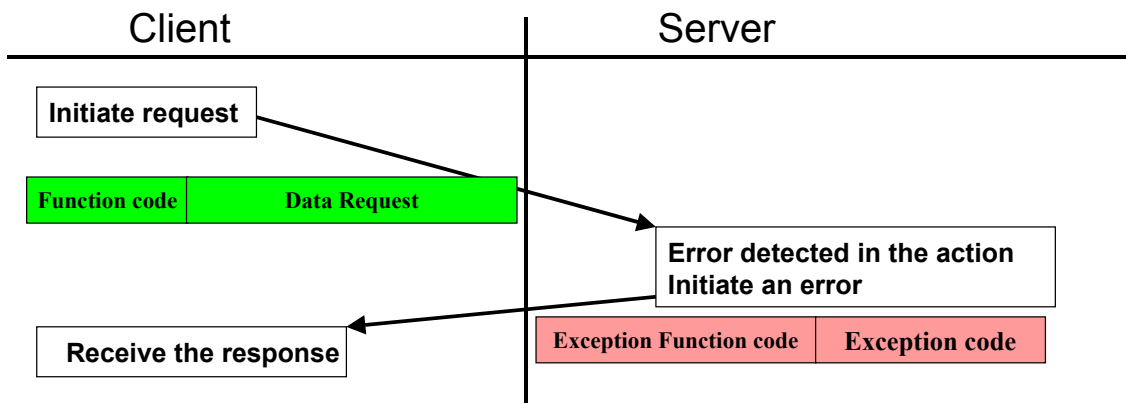 Client
Server
Initiate request
Function code
Data Request
Error detected in the action
Initiate an error
Receive the response
Exception Function code
Exception code